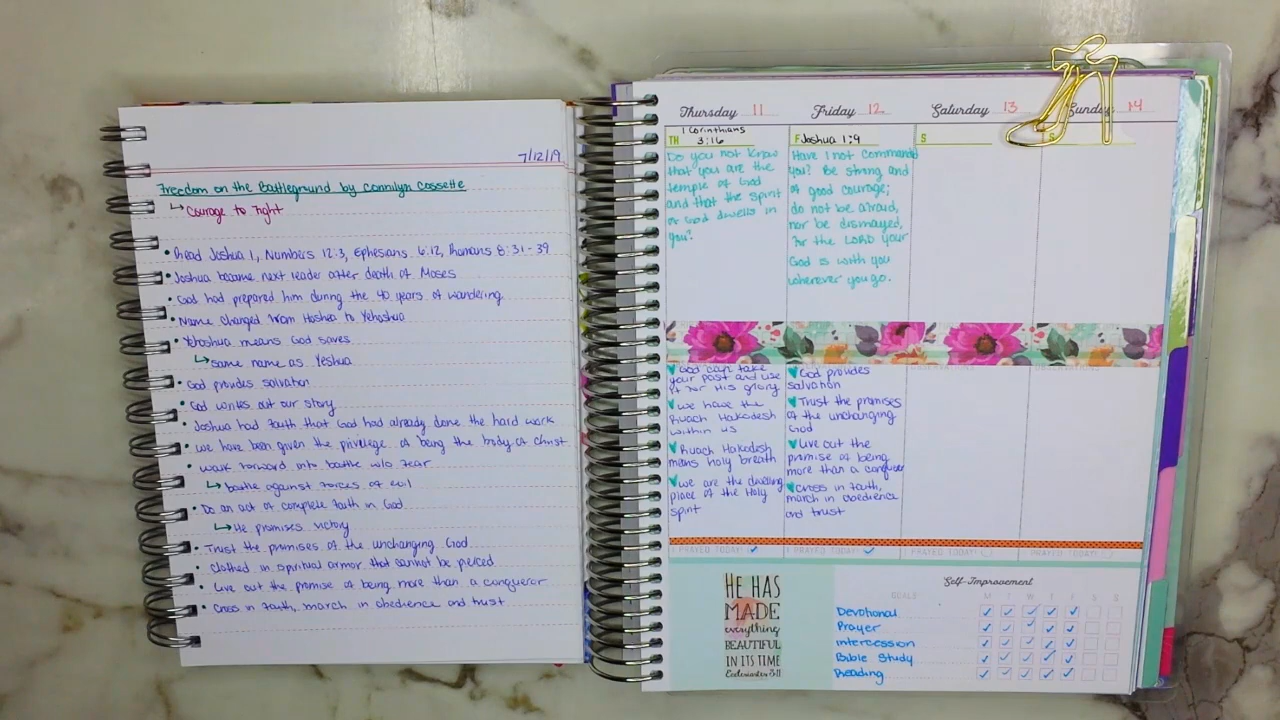 7/12/19
Freedom on the Battleground by Connilyn Cossette
↳ Courage to Fight
• Read Joshua 1, Numbers 12:3, Ephesians 6:12, Romans 8:31-39
• Joshua became next leader after death of Moses
• God had prepared him during the 40 years of wandering
• Name changed from Hoshea to Yehoshua
• Yehoshua means God saves
↳ same name as Yeshua
• God provides salvation
• God writes out our story
• Joshua had faith that God had already done the hard work
• we have been given the privilege of being the body of Christ
• walk forward into battle w/o fear
↳ battle against forces of evil
• Do an act of complete faith in God
↳ He promises victory
• Trust the promises of the unchanging God
• clothed in spiritual armor that cannot be pierced
• Live out the promise of being more than a conqueror
• cross in faith, march in obedience and trust
Thursday 11
TH 1 Corinthians
3:16
Do you not know
that you are the
temple of God
and that the spirit
of God dwells in
you?
God can take
your past and use
it for His glory
we have the
Ruach HaKodesh
within us
Ruach HaKodesh
means holy breath
we are the dwelling
place of the Holy
spirit
I PRAYED TODAY! ✓
Friday 12
F Joshua 1:9
Have I not commanded
you? Be strong and
of good courage;
do not be afraid,
nor be dismayed,
for the LORD your
God is with you
wherever you go.
God provides
salvation
Trust the promises
of the unchanging
God
Live out the
promise of being
more than a conqueror
cross in faith,
march in obedience
and trust
I PRAYED TODAY! ✓
Saturday 13
S
I PRAYED TODAY!
Sunday 14
S
I PRAYED TODAY!
HE HAS
MADE
everything
BEAUTIFUL
IN ITS TIME
Ecclesiastes 3:11
Self-Improvement
GOALS M T W T F S S
Devotional ✓ ✓ ✓ ✓ ✓
Prayer ✓ ✓ ✓ ✓ ✓
intercession ✓ ✓ ✓ ✓ ✓
Bible Study ✓ ✓ ✓ ✓ ✓
Reading ✓ ✓ ✓ ✓ ✓